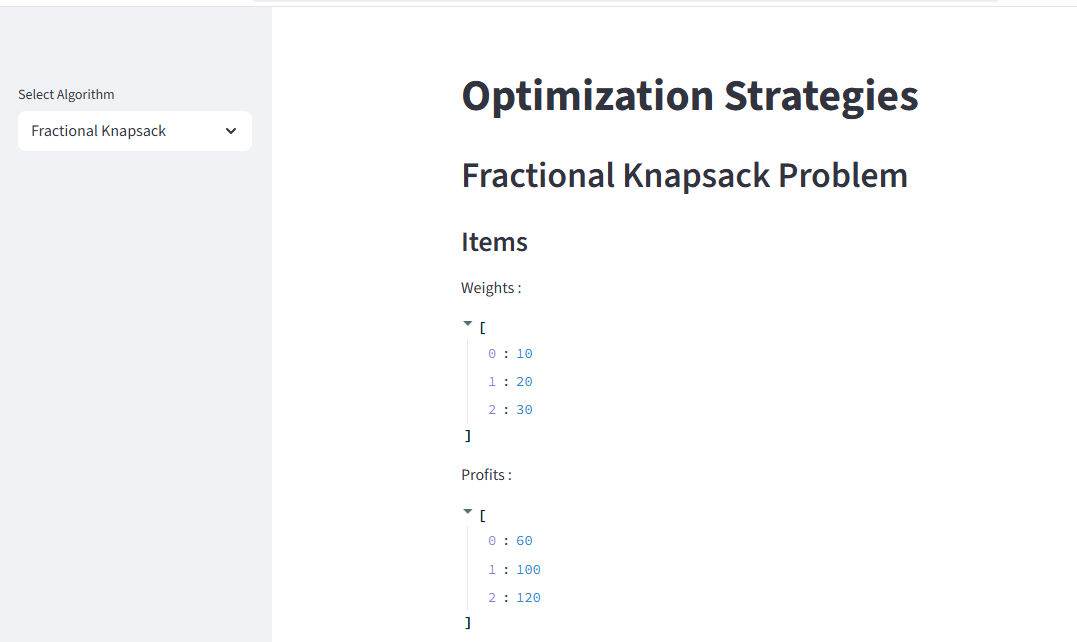 Select Algorithm
Fractional Knapsack
Optimization Strategies
Fractional Knapsack Problem
Items
Weights :
[
0 : 10
1 : 20
2 : 30
]
Profits :
[
0 : 60
1 : 100
2 : 120
]